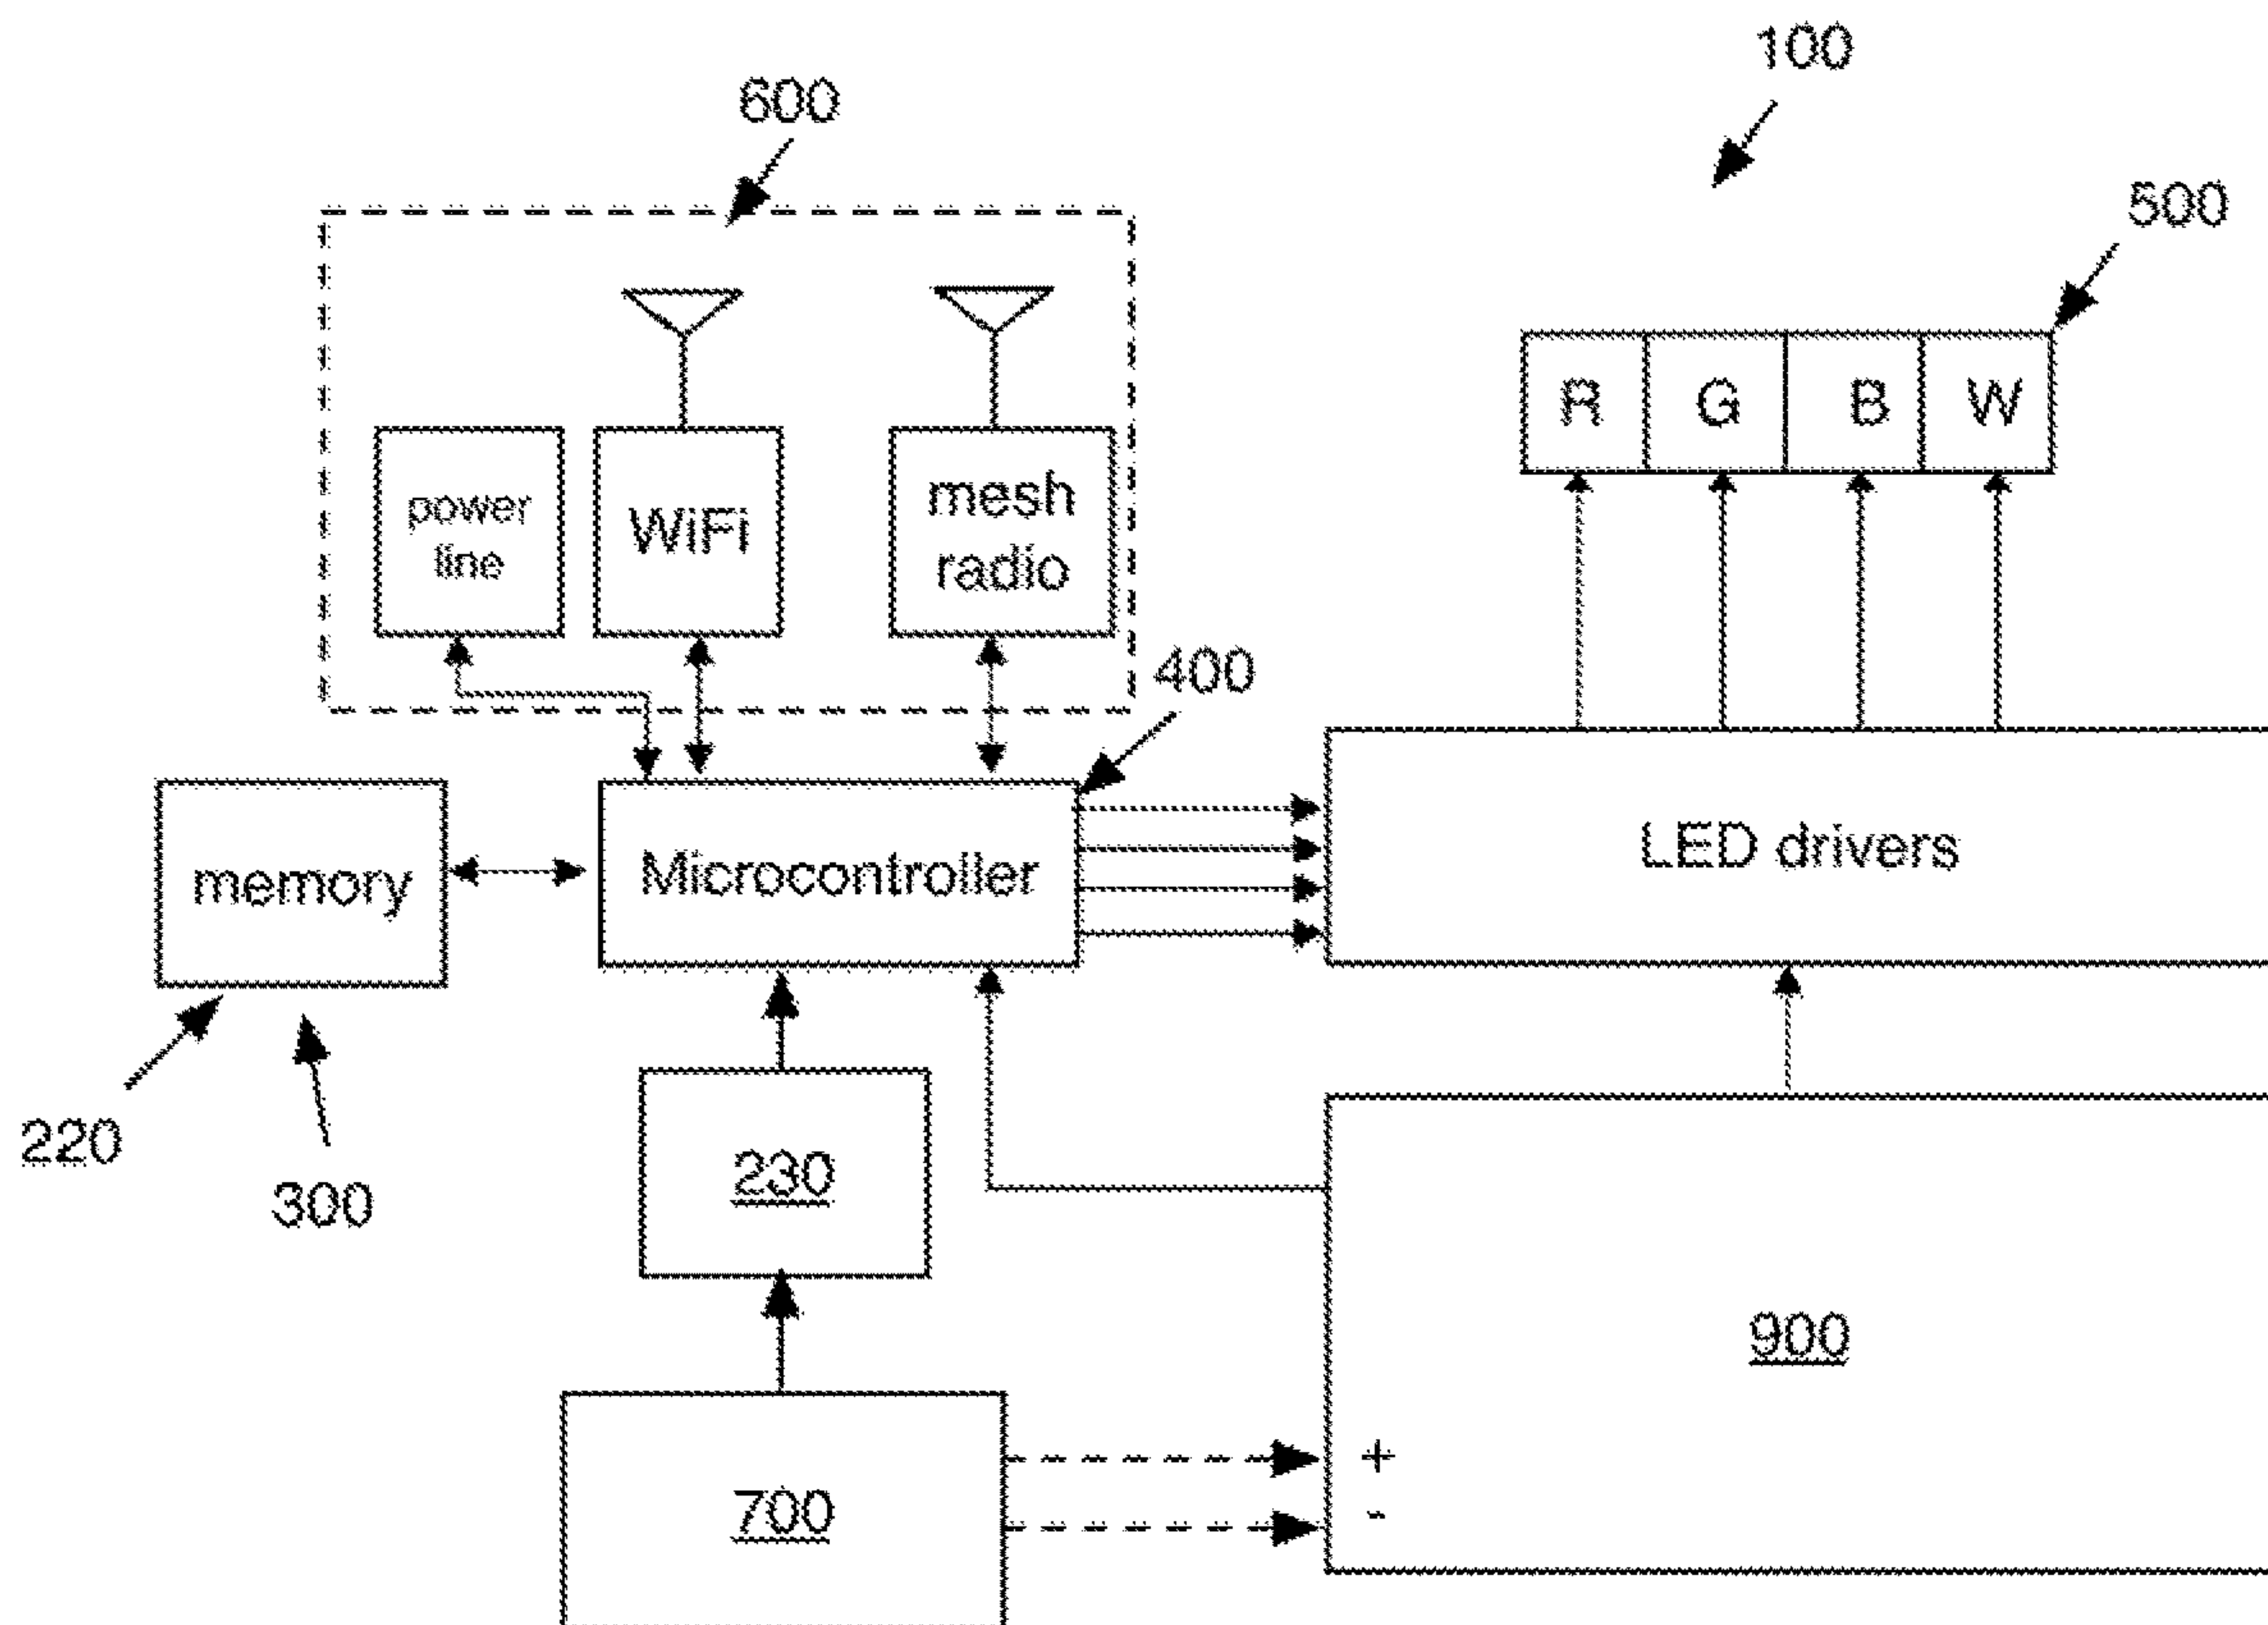 100
600
500
R G B W
power
line
WiFi
mesh
radio
400
memory
Microcontroller
LED drivers
220
300
230
900
+
-
700